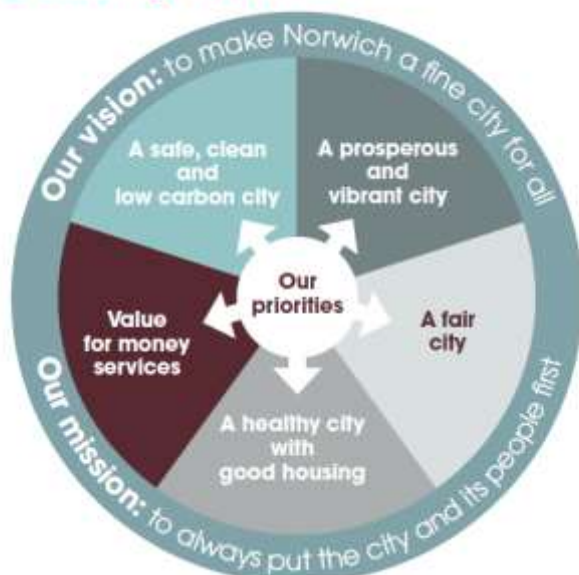 Our vision: to make Norwich a fine city for all
A safe, clean
and
low carbon city
A prosperous
and
vibrant city
Our
priorities
Value
for money
services
A fair
city
A healthy city
with
good housing
Our mission: to always put the city and its people first